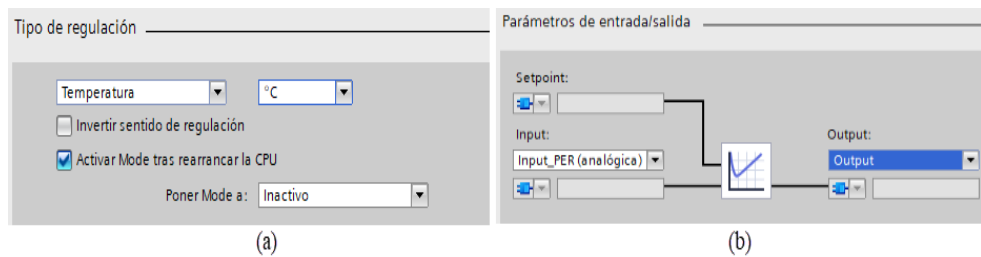 Tipo de regulación
Temperatura
°C
Invertir sentido de regulación
Activar Mode tras rearrancar la CPU
Poner Mode a:
Inactivo
(a)
Parámetros de entrada/salida
Setpoint:
Input:
Output:
Input_PER (analógica)
Output
(b)